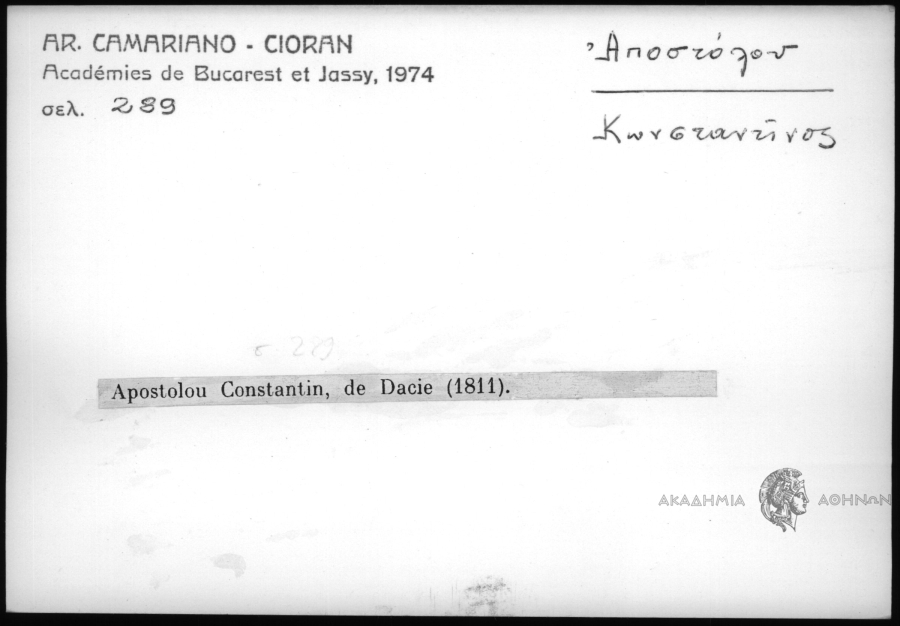 AR. CAMARIANO - CIORAN
Académies de Bucarest et Jassy, 1974
σελ. 289
Ἀποστόλου
Κωνσταντῖνος
Apostolou Constantin, de Dacie (1811).
ΑΚΑΔΗΜΙΑ ΑΘΗΝΩΝ